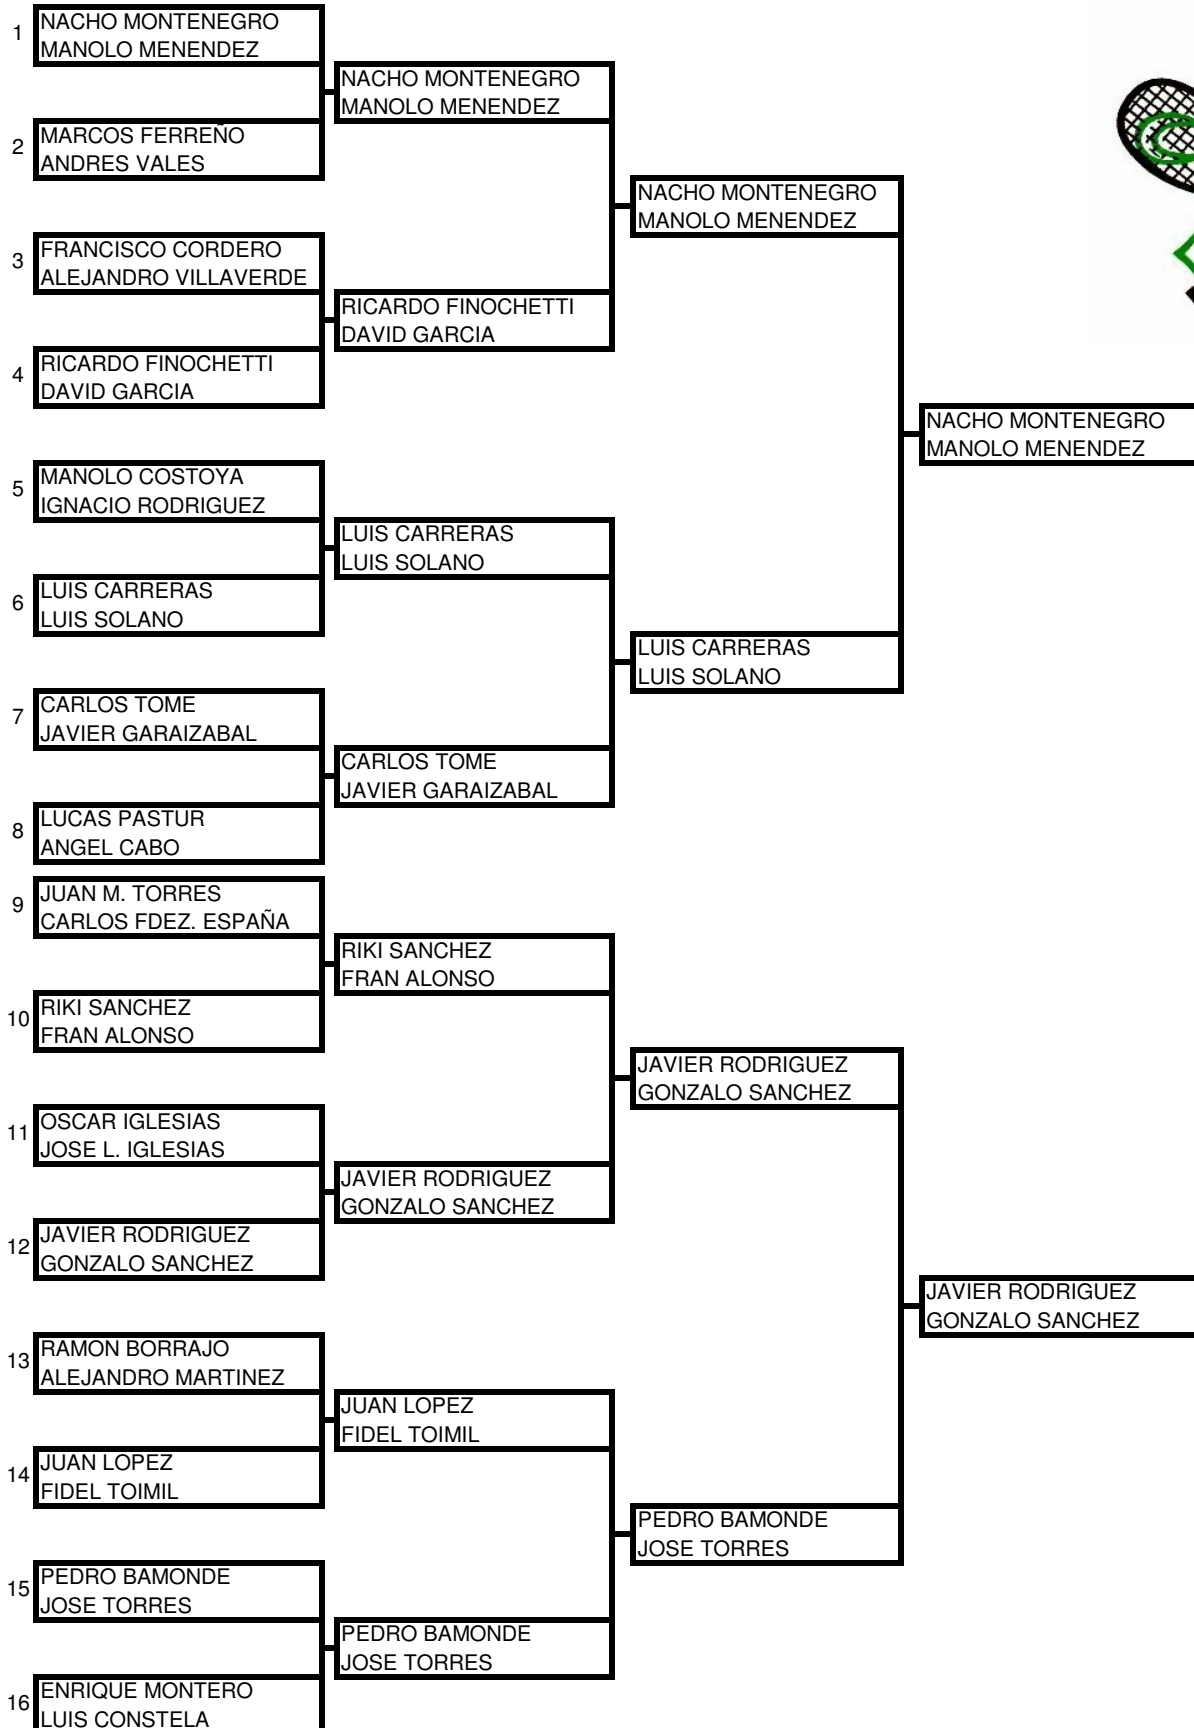 1
NACHO MONTENEGRO
MANOLO MENENDEZ
2
MARCOS FERREÑO
ANDRES VALES
3
FRANCISCO CORDERO
ALEJANDRO VILLAVERDE
4
RICARDO FINOCHETTI
DAVID GARCIA
5
MANOLO COSTOYA
IGNACIO RODRIGUEZ
6
LUIS CARRERAS
LUIS SOLANO
7
CARLOS TOME
JAVIER GARAIZABAL
8
LUCAS PASTUR
ANGEL CABO
9
JUAN M. TORRES
CARLOS FDEZ. ESPAÑA
10
RIKI SANCHEZ
FRAN ALONSO
11
OSCAR IGLESIAS
JOSE L. IGLESIAS
12
JAVIER RODRIGUEZ
GONZALO SANCHEZ
13
RAMON BORRAJO
ALEJANDRO MARTINEZ
14
JUAN LOPEZ
FIDEL TOIMIL
15
PEDRO BAMONDE
JOSE TORRES
16
ENRIQUE MONTERO
LUIS CONSTELA
NACHO MONTENEGRO
MANOLO MENENDEZ
RICARDO FINOCHETTI
DAVID GARCIA
LUIS CARRERAS
LUIS SOLANO
CARLOS TOME
JAVIER GARAIZABAL
RIKI SANCHEZ
FRAN ALONSO
JAVIER RODRIGUEZ
GONZALO SANCHEZ
JUAN LOPEZ
FIDEL TOIMIL
PEDRO BAMONDE
JOSE TORRES
NACHO MONTENEGRO
MANOLO MENENDEZ
LUIS CARRERAS
LUIS SOLANO
JAVIER RODRIGUEZ
GONZALO SANCHEZ
PEDRO BAMONDE
JOSE TORRES
NACHO MONTENEGRO
MANOLO MENENDEZ
JAVIER RODRIGUEZ
GONZALO SANCHEZ